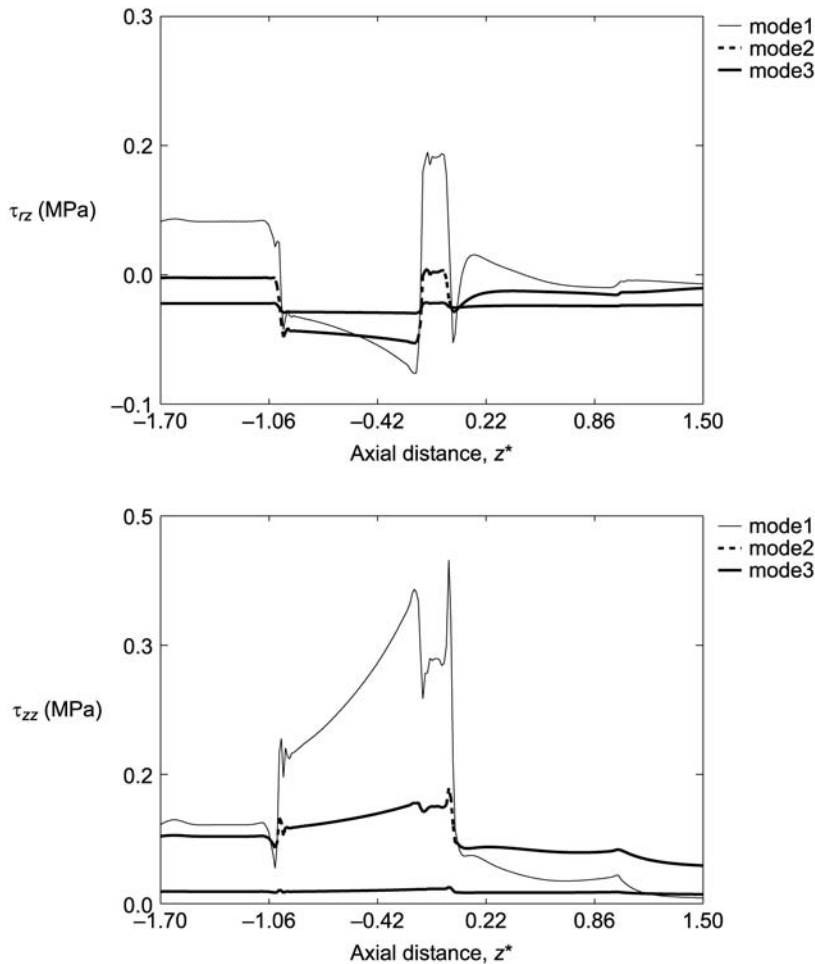 0.3
mode1
mode2
mode3
0.2
τrz (MPa)
0.0
–0.1
–1.70 –1.06 –0.42 0.22 0.86 1.50
Axial distance, z*
0.5
mode1
mode2
mode3
0.3
τzz (MPa)
0.2
0.0
–1.70 –1.06 –0.42 0.22 0.86 1.50
Axial distance, z*